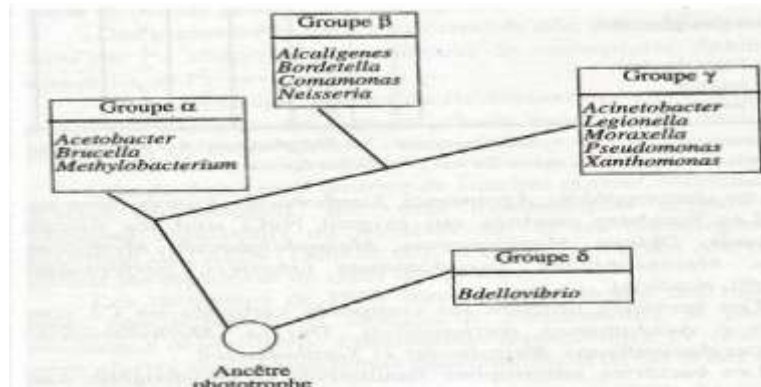 Groupe β
Alcaligenes
Bordetella
Comamonas
Neisseria
Groupe γ
Acinetobacter
Legionella
Moraxella
Pseudomonas
Xanthomonas
Groupe α
Acetobacter
Brucella
Methylobacterium
Groupe δ
Bdellovibrio
Ancêtre
phototrophe